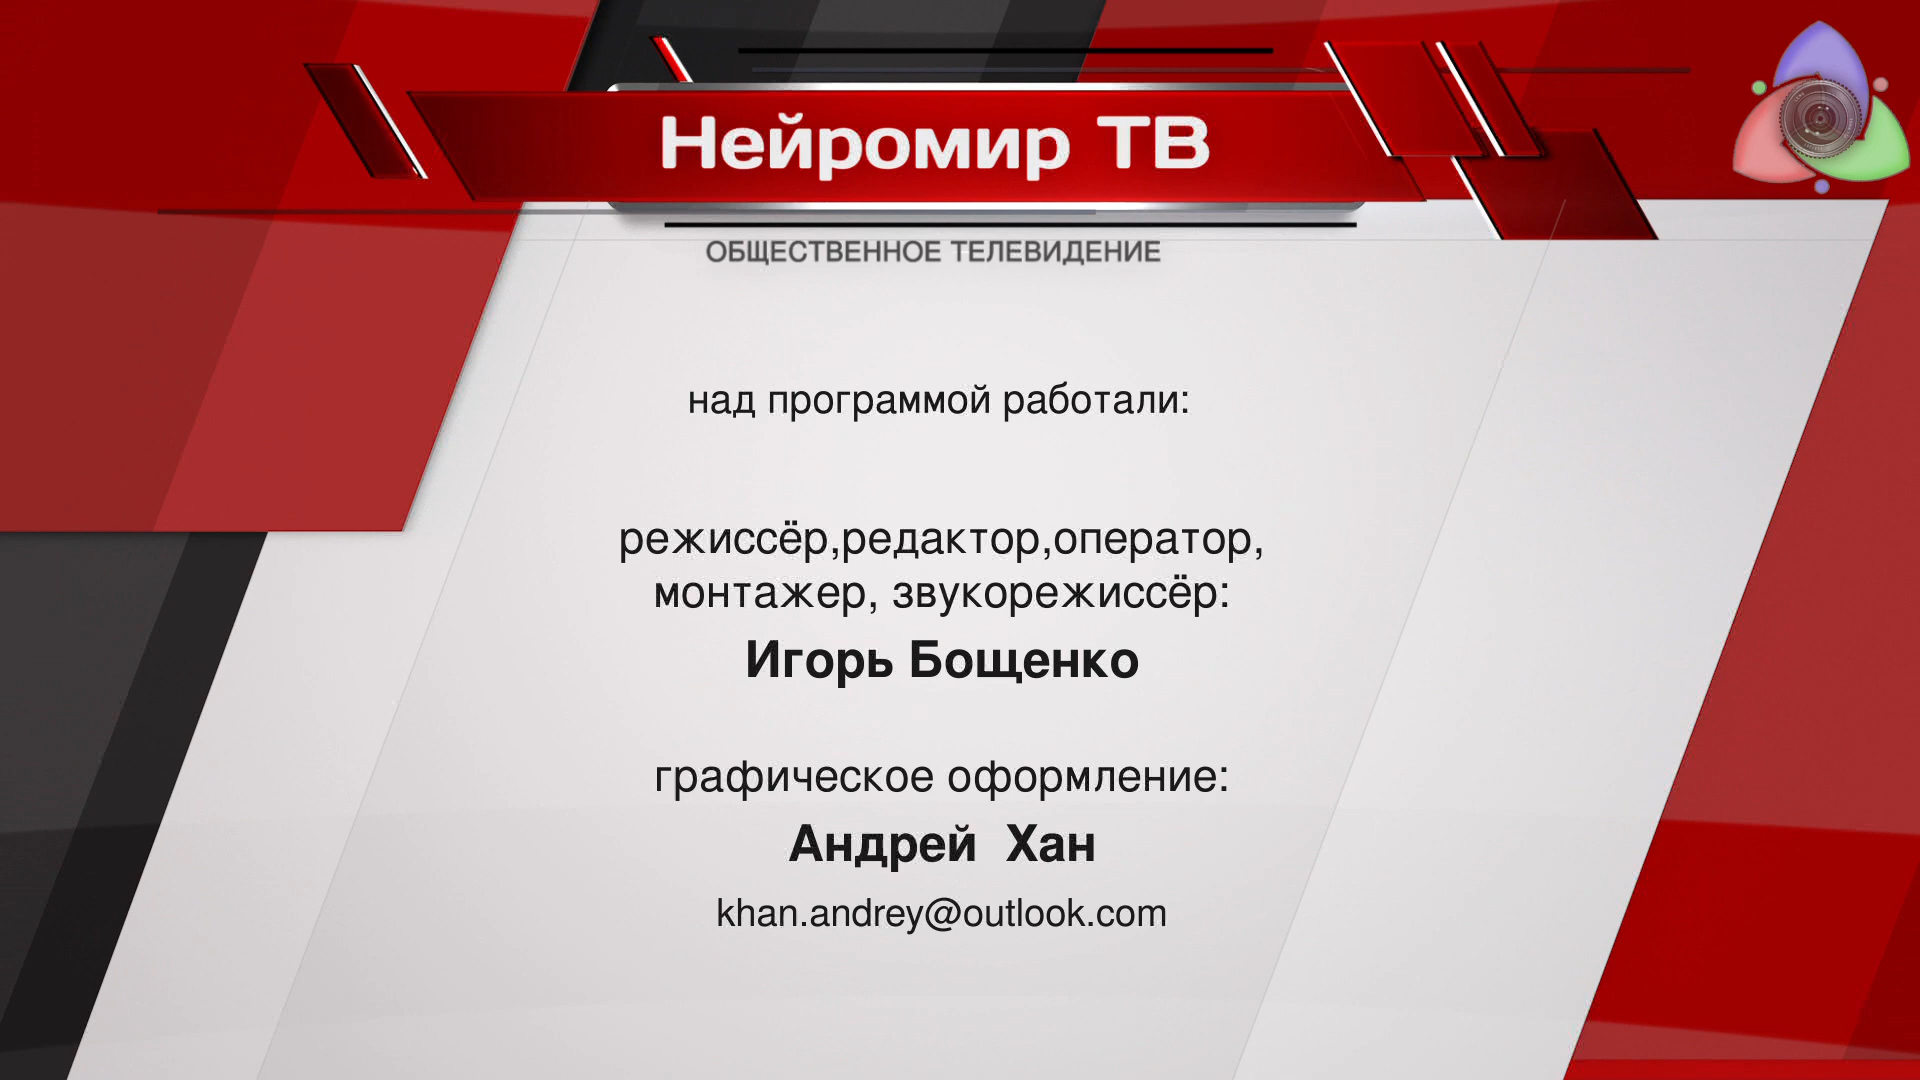 Нейромир ТВ
ОБЩЕСТВЕННОЕ ТЕЛЕВИДЕНИЕ
над программой работали:
режиссёр,редактор,оператор,
монтажер, звукорежиссёр:
Игорь Бощенко
графическое оформление:
Андрей Хан
khan.andrey@outlook.com